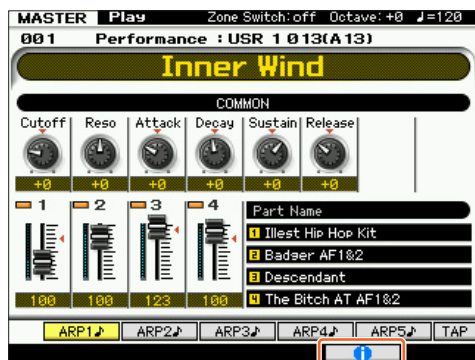 MASTER Play Zone Switch:off Octave:+0 ♩=120
001 Performance :USR 1 013(A13)
Inner Wind
COMMON
Cutoff Reso Attack Decay Sustain Release
+0 +0 +0 +0 +0 +0
1 2 3 4 Part Name
1 Illest Hip Hop Kit
2 Badser AF1&2
3 Descendant
4 The Bitch AT AF1&2
100 100 123 100
ARP1♪ ARP2♪ ARP3♪ ARP4♪ ARP5♪ TAP
i